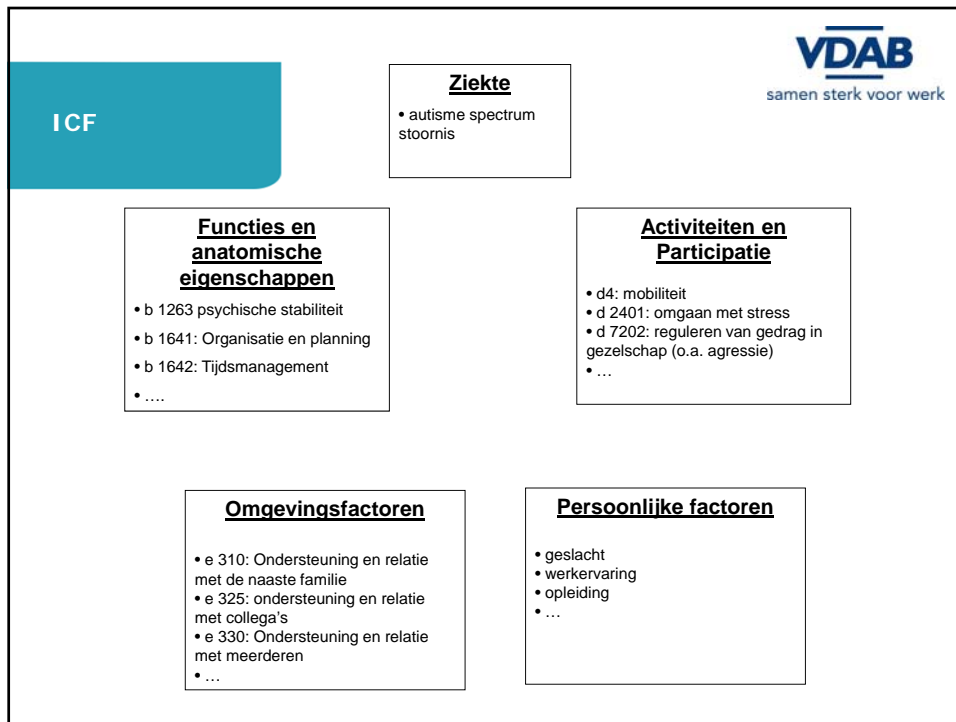 VDAB
samen sterk voor werk
ICF
Ziekte
• autisme spectrum
stoornis
Functies en
anatomische
eigenschappen
• b 1263 psychische stabiliteit
• b 1641: Organisatie en planning
• b 1642: Tijdsmanagement
• ....
Activiteiten en
Participatie
• d4: mobiliteit
• d 2401: omgaan met stress
• d 7202: reguleren van gedrag in
gezelschap (o.a. agressie)
• ...
Omgevingsfactoren
• e 310: Ondersteuning en relatie
met de naaste familie
• e 325: ondersteuning en relatie
met collega's
• e 330: Ondersteuning en relatie
met meerderen
• ...
Persoonlijke factoren
• geslacht
• werkervaring
• opleiding
• ...